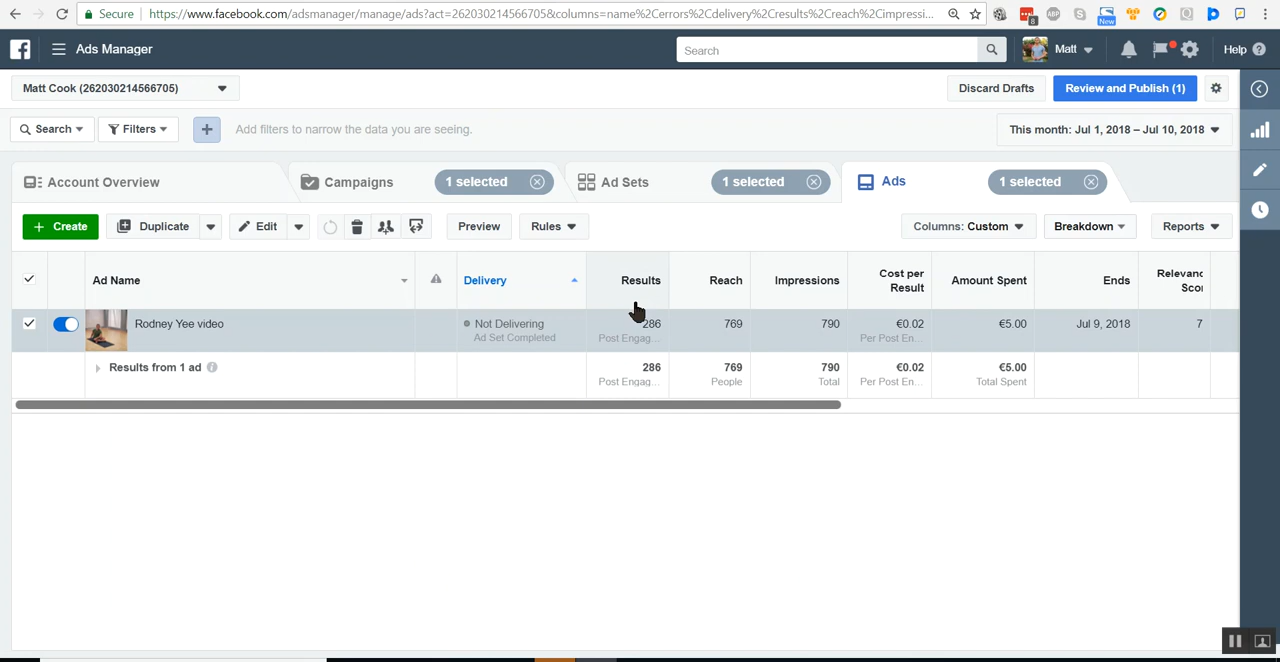 Secure https://www.facebook.com/adsmanager/manage/ads?act=262030214566705&columns=name%2Cerrors%2Cdelivery%2Cresults%2Creach%2Cimpressi...
8 ABP New
Ads Manager Search Matt Help
Matt Cook (262030214566705) Discard Drafts Review and Publish (1)
Search Filters Add filters to narrow the data you are seeing. This month: Jul 1, 2018 – Jul 10, 2018
Account Overview Campaigns 1 selected Ad Sets 1 selected Ads 1 selected
+ Create Duplicate Edit Preview Rules Columns: Custom Breakdown Reports
Ad Name Delivery Results Reach Impressions Cost per Result Amount Spent Ends Relevanc Scor
Rodney Yee video Not Delivering 286 769 790 €0.02 €5.00 Jul 9, 2018 7
Ad Set Completed Post Engag... Per Post En...
Results from 1 ad 286 769 790 €0.02 €5.00
Post Engag... People Total Per Post En... Total Spent